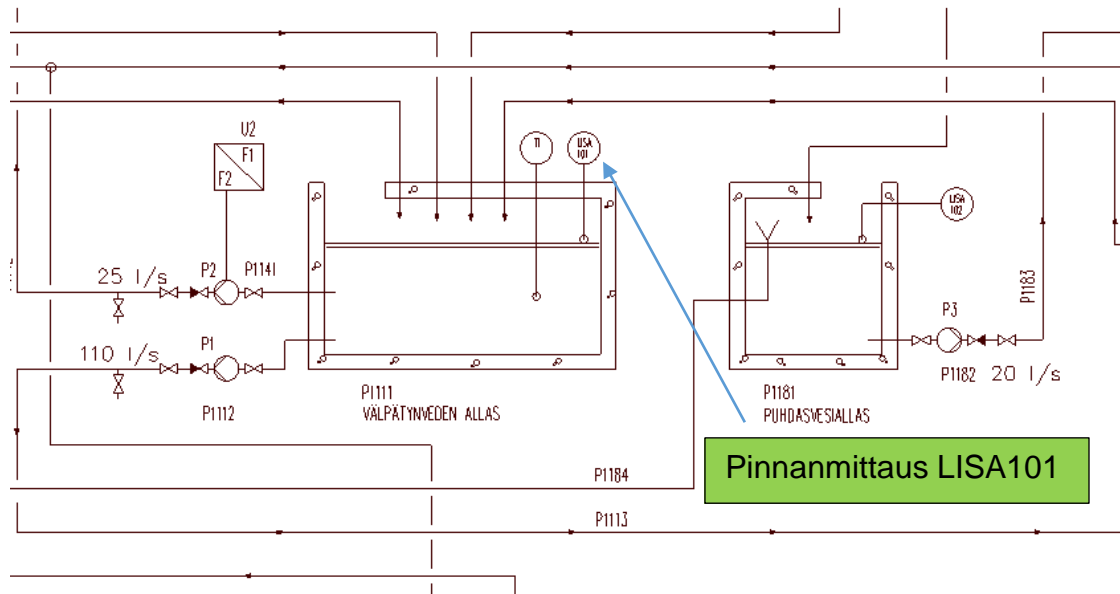 U2
F1
F2
TI
LISA
101
LISA
102
25 l/s
P2
P1141
110 l/s
P1
P1112
P1111
VÄLPÄTYNVEDEN ALLAS
P3
P1183
P1182
20 l/s
P1181
PUHDASVESIALLAS
Pinnanmittaus LISA101
P1184
P1113